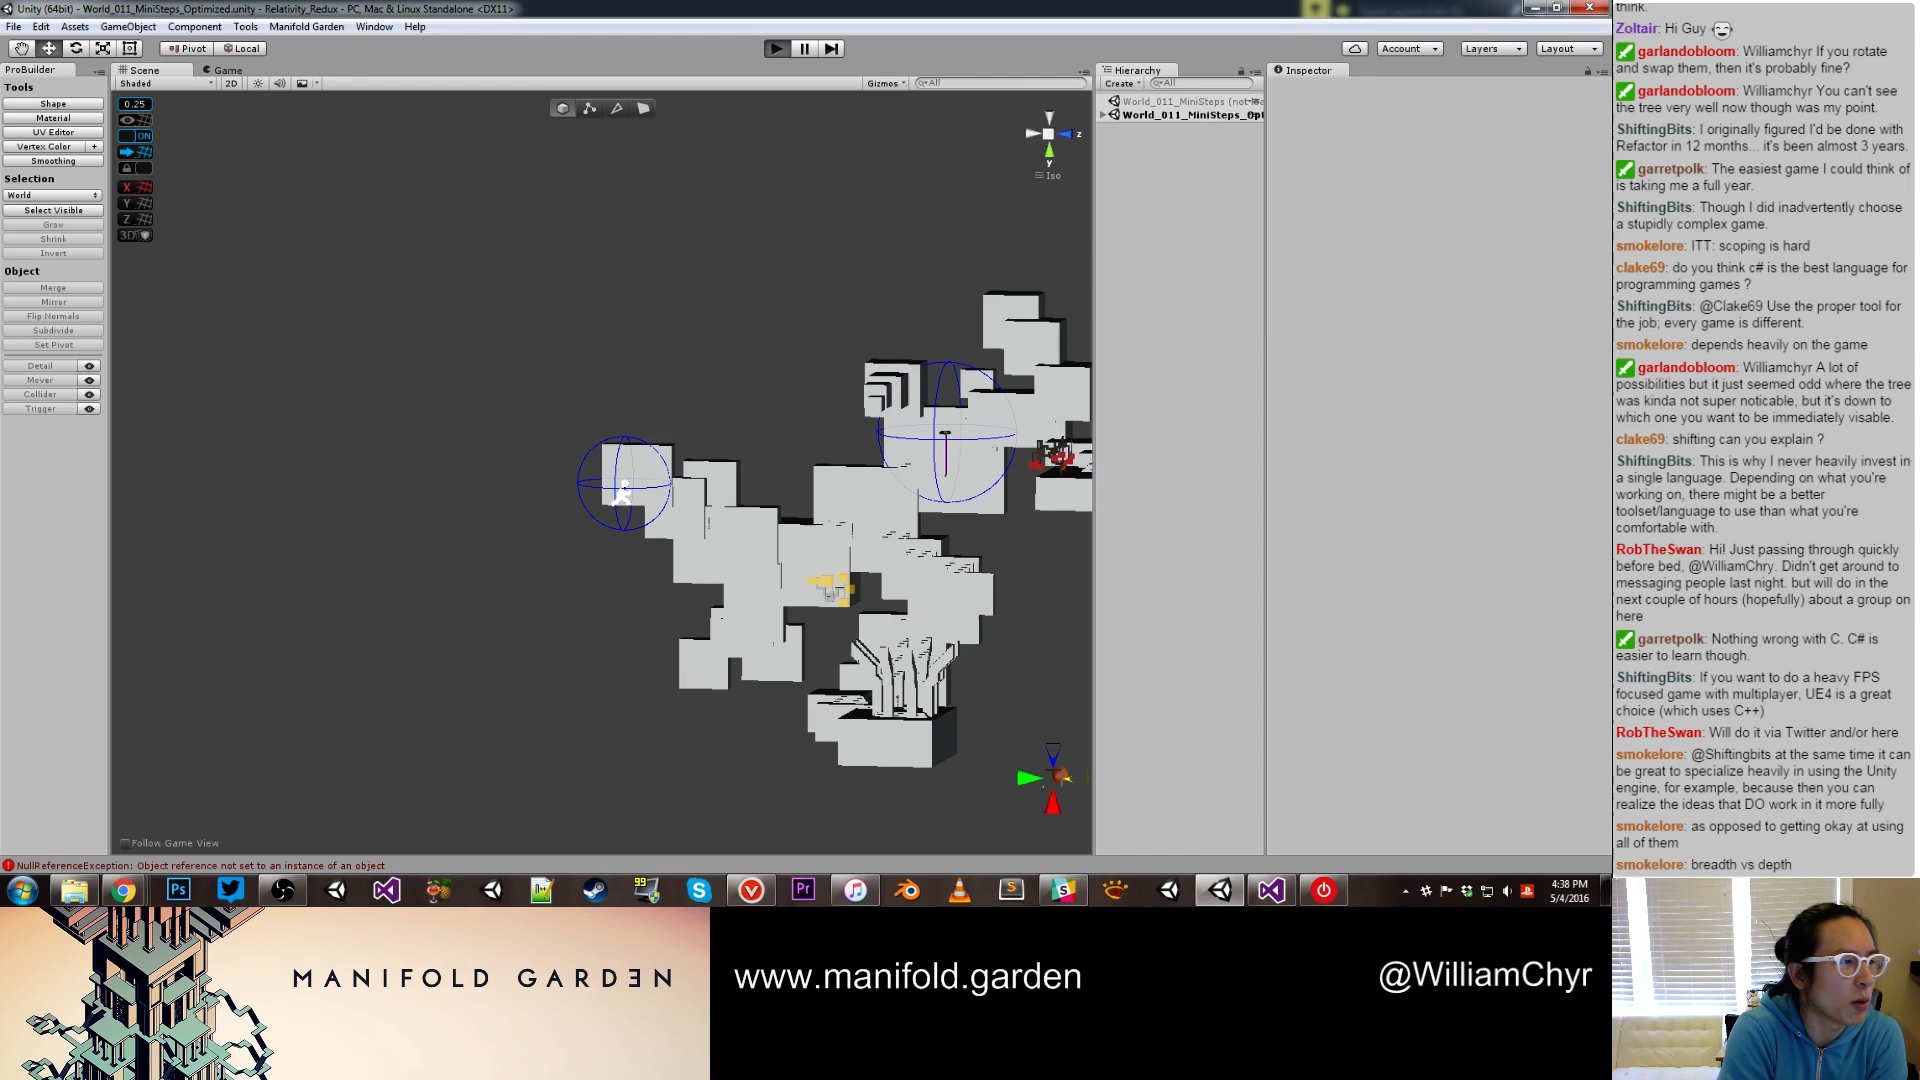 Unity (64bit) - World_011_MiniSteps_Optimized.unity - Relativity_Redux - PC, Mac & Linux Standalone <DX11>
File Edit Assets GameObject Component Tools Manifold Garden Window Help
Pivot Local Account Layers Layout
ProBuilder
Tools
Shape
Material
UV Editor
Vertex Color +
Smoothing
Selection
World
Select Visible
Grow
Shrink
Invert
Object
Merge
Mirror
Flip Normals
Subdivide
Set Pivot
Detail
Mover
Collider
Trigger
Scene Game
Shaded 2D Gizmos All
0.25
ON
X
Y
Z
3D
z
y
Iso
Follow Game View
Hierarchy
Create All
World_011_MiniSteps (not
World_011_MiniSteps_Opt
Inspector
NullReferenceException: Object reference not set to an instance of an object
99
4:38 PM
5/4/2016
think.
Zoltair: Hi Guy
garlandobloom: Williamchyr If you rotate
and swap them, then it's probably fine?
garlandobloom: Williamchyr You can't see
the tree very well now though was my point.
ShiftingBits: I originally figured I'd be done with
Refactor in 12 months... it's been almost 3 years.
garretpolk: The easiest game I could think of
is taking me a full year.
ShiftingBits: Though I did inadvertently choose
a stupidly complex game.
smokelore: ITT: scoping is hard
clake69: do you think c# is the best language for
programming games ?
ShiftingBits: @Clake69 Use the proper tool for
the job; every game is different.
smokelore: depends heavily on the game
garlandobloom: Williamchyr A lot of
possibilities but it just seemed odd where the tree
was kinda not super noticable, but it's down to
which one you want to be immediately visable.
clake69: shifting can you explain ?
ShiftingBits: This is why I never heavily invest in
a single language. Depending on what you're
working on, there might be a better
toolset/language to use than what you're
comfortable with.
RobTheSwan: Hi! Just passing through quickly
before bed, @WilliamChry. Didn't get around to
messaging people last night. but will do in the
next couple of hours (hopefully) about a group on
here
garretpolk: Nothing wrong with C. C# is
easier to learn though.
ShiftingBits: If you want to do a heavy FPS
focused game with multiplayer, UE4 is a great
choice (which uses C++)
RobTheSwan: Will do it via Twitter and/or here
smokelore: @Shiftingbits at the same time it can
be great to specialize heavily in using the Unity
engine, for example, because then you can
realize the ideas that DO work in it more fully
smokelore: as opposed to getting okay at using
all of them
smokelore: breadth vs depth
MANIFOLD GARDƎN
www.manifold.garden
@WilliamChyr